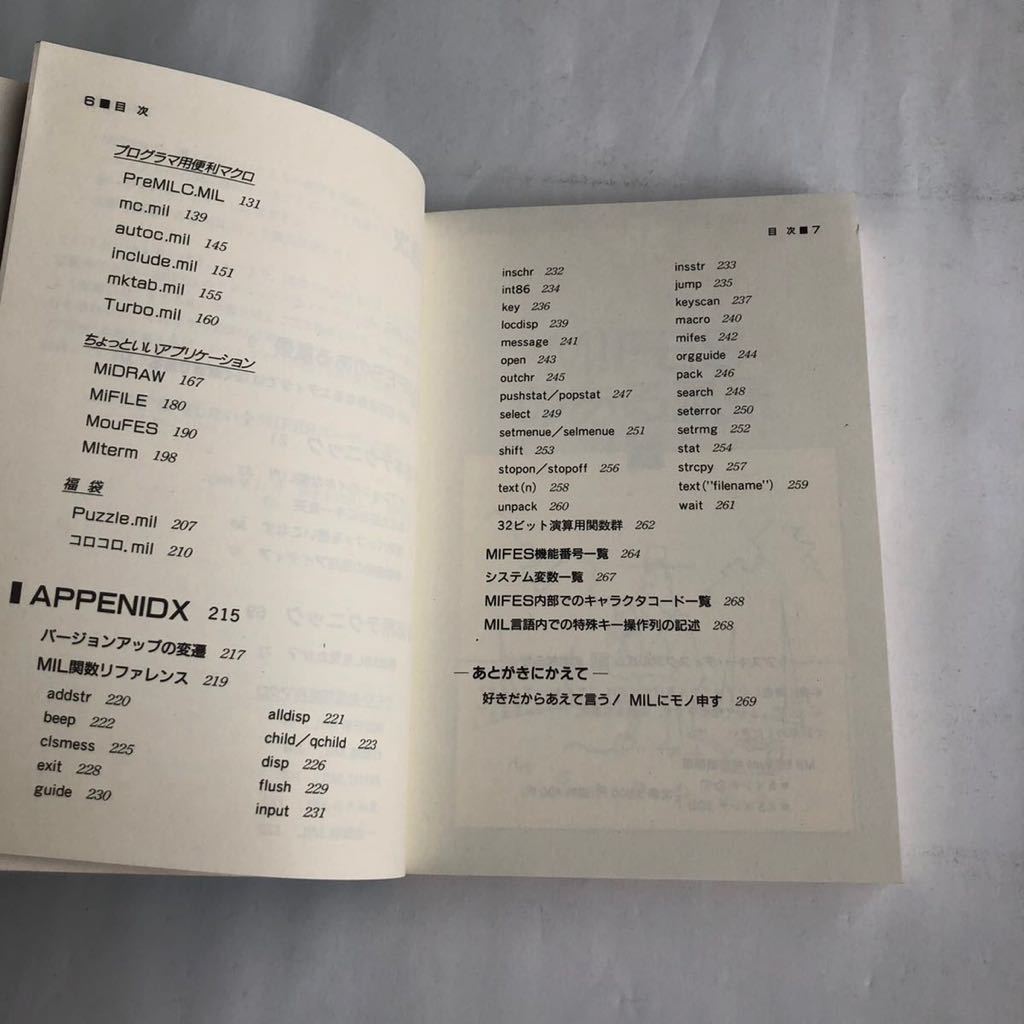 6■目 次
プログラマ用便利マクロ
PreMILC.MIL 131
mc.mil 139
autoc.mil 145
include.mil 151
mktab.mil 155
Turbo.mil 160
ちょっといいアプリケーション
MiDRAW 167
MiFILE 180
MouFES 190
MIterm 198
福 袋
Puzzle.mil 207
コロコロ.mil 210
APPENIDX 215
バージョンアップの変遷 217
MIL関数リファレンス 219
addstr 220
beep 222
clsmess 225
exit 228
guide 230
alldisp 221
child/qchild 223
disp 226
flush 229
input 231
目 次■7
inschr 232
int86 234
key 236
locdisp 239
message 241
open 243
outchr 245
pushstat/popstat 247
select 249
setmenue/selmenue 251
shift 253
stopon/stopoff 256
text(n) 258
unpack 260
insstr 233
jump 235
keyscan 237
macro 240
mifes 242
orgguide 244
pack 246
search 248
seterror 250
setrmg 252
stat 254
strcpy 257
text("filename") 259
wait 261
32ビット演算用関数群 262
MIFES機能番号一覧 264
システム変数一覧 267
MIFES内部でのキャラクタコード一覧 268
MIL言語内での特殊キー操作列の記述 268
―あとがきにかえて―
好きだからあえて言う! MILにモノ申す 269